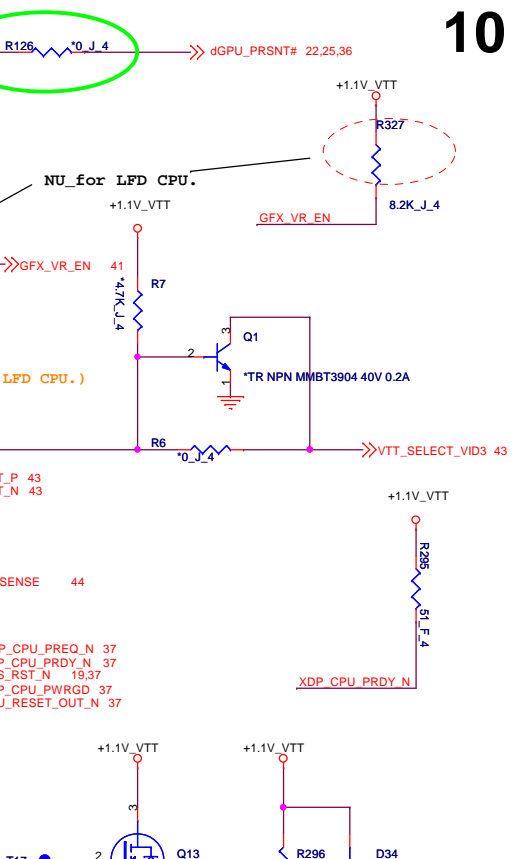 10
R126 *0_J_4 dGPU_PRSNT# 22,25,36
+1.1V_VTT
R327
NU_for LFD CPU.
+1.1V_VTT
8.2K_J_4
GFX_VR_EN
GFX_VR_EN 41
R7
*4.7K_J_4
3
Q1
2
1
*TR NPN MMBT3904 40V 0.2A
LFD CPU.)
R6
*0_J_4
VTT_SELECT_VID3 43
T_P 43
T_N 43
+1.1V_VTT
R295
51_F_4
SENSE 44
P_CPU_PREQ_N 37
P_CPU_PRDY_N 37
S_RST_N 19,37
P_CPU_PWRGD 37
U_RESET_OUT_N 37
XDP_CPU_PRDY_N
+1.1V_VTT
+1.1V_VTT
3
2
Q13
R296
D34